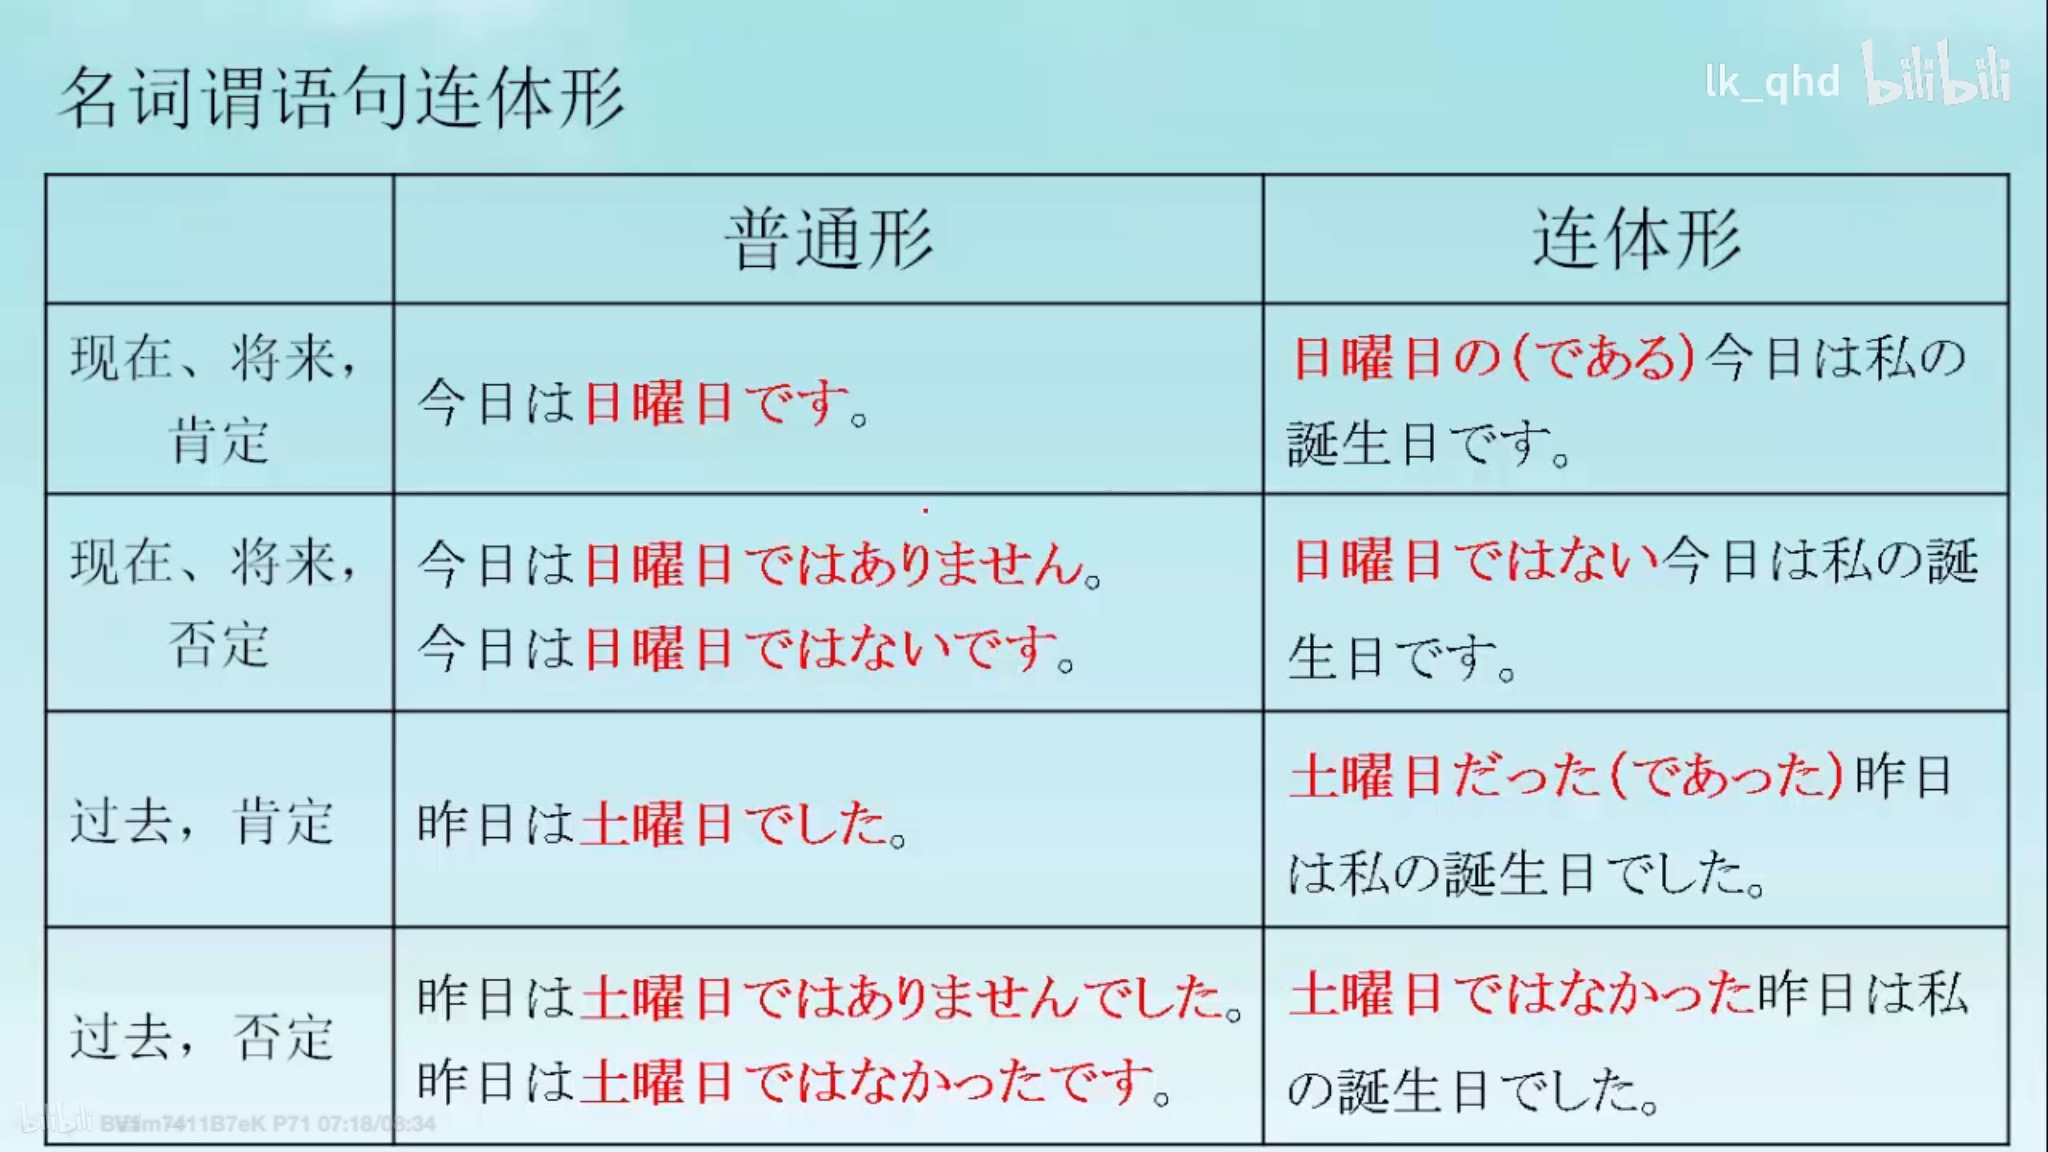 名词谓语句连体形
lk_qhd bilibili
普通形
连体形
现在、将来，
肯定
今日は日曜日です。
日曜日の(である)今日は私の
誕生日です。
现在、将来，
否定
今日は日曜日ではありません。
今日は日曜日ではないです。
日曜日ではない今日は私の誕
生日です。
过去，肯定
昨日は土曜日でした。
土曜日だった(であった)昨日
は私の誕生日でした。
过去，否定
昨日は土曜日ではありませんでした。
昨日は土曜日ではなかったです。
土曜日ではなかった昨日は私
の誕生日でした。
bilibili
P71 07:18/08:34